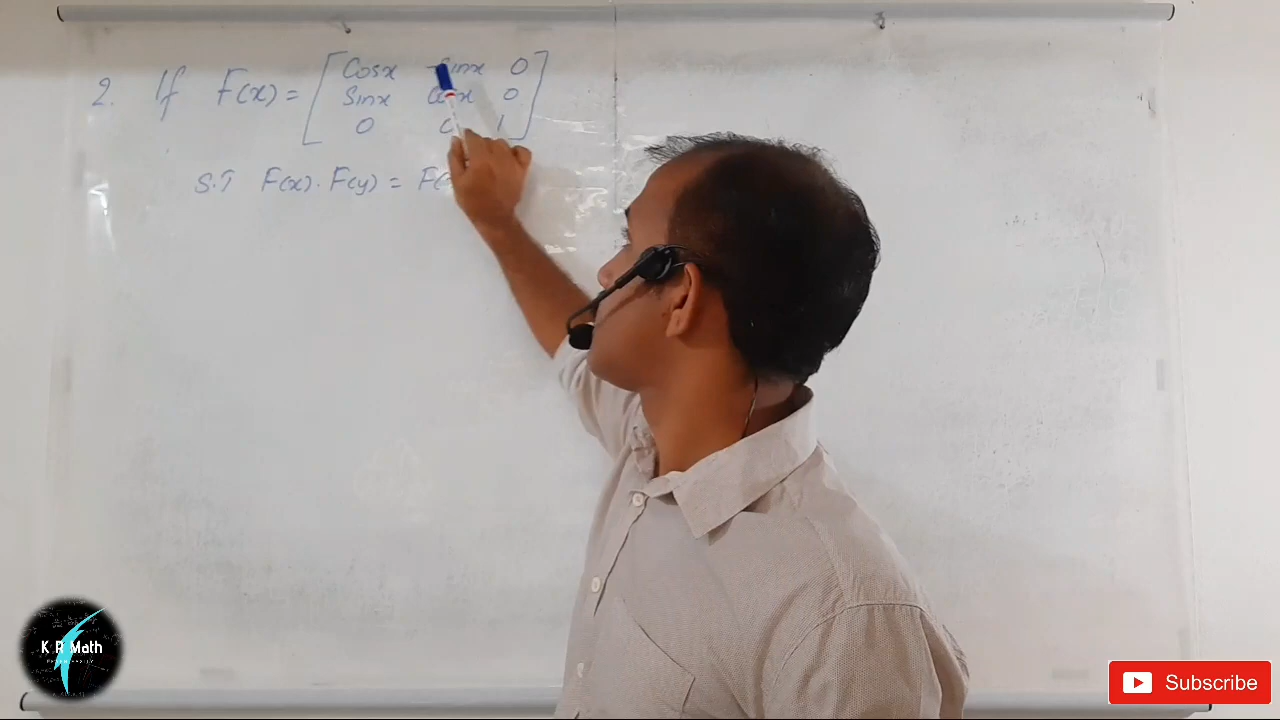 2. If F(x) = [ Cosx -Sinx 0
Sinx Cosx 0
0 0 1 ]
S.T F(x). F(y) = F(
K R Math
Subscribe